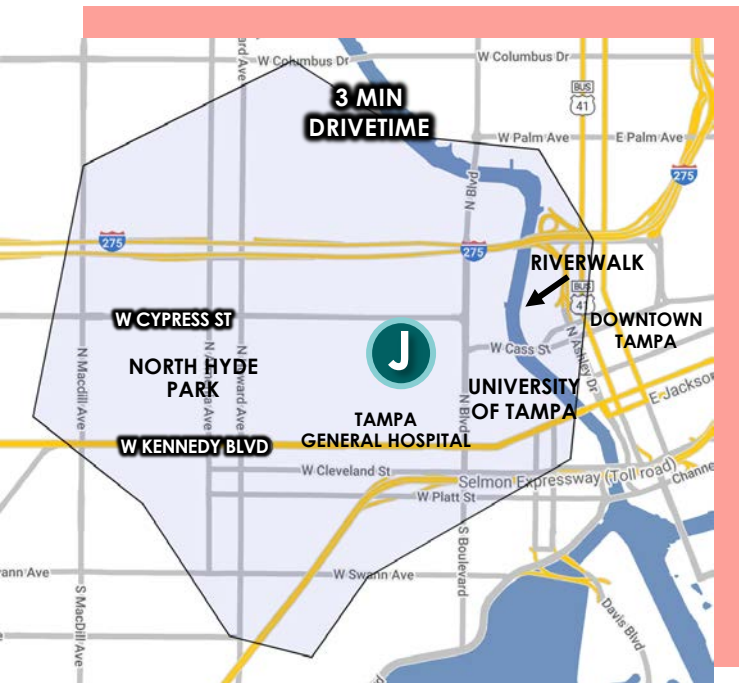 W Columbus Dr
W Columbus Dr
3 MIN
DRIVETIME
BUS
41
W Palm Ave
E Palm Ave
275
N Blvd
275
275
RIVERWALK
BUS
41
W CYPRESS ST
DOWNTOWN
TAMPA
J
N Ashley Dr
W Cass St
N Macdill Ave
NORTH HYDE
PARK
UNIVERSITY
OF TAMPA
E Jackson
N Blvd
TAMPA
GENERAL HOSPITAL
W KENNEDY BLVD
W Cleveland St
Selmon Expressway (Toll road)
W Platt St
W Swann Ave
S Boulevard
S MacDill Ave
Davis Blvd